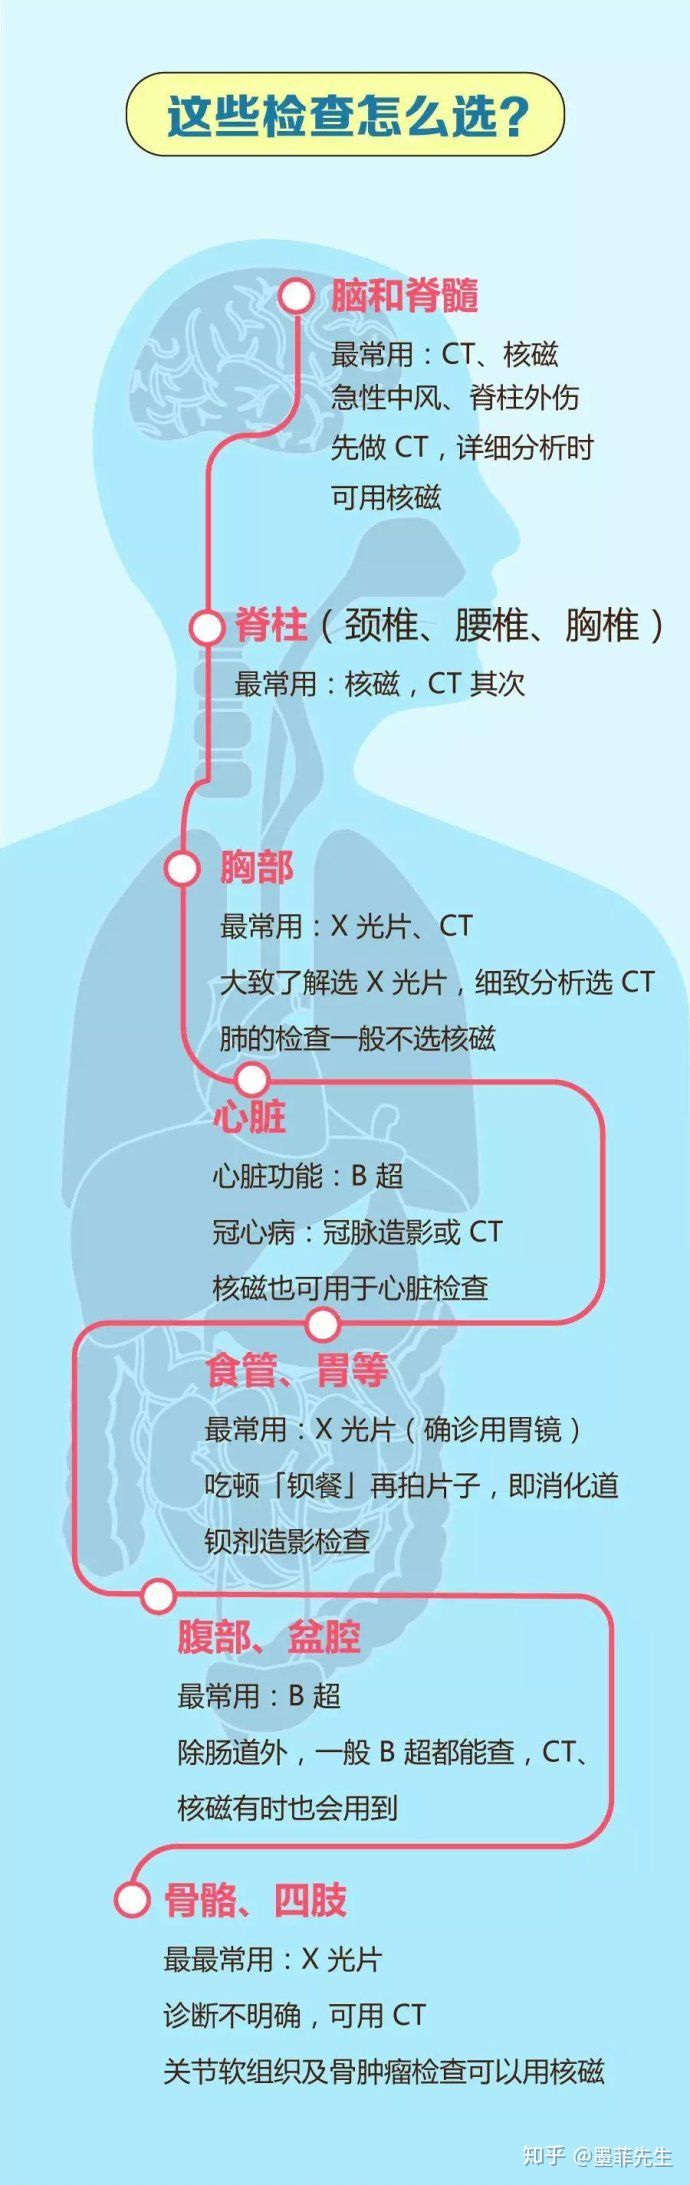 这些检查怎么选?
脑和脊髓
最常用：CT、核磁
急性中风、脊柱外伤
先做 CT，详细分析时
可用核磁
脊柱（颈椎、腰椎、胸椎）
最常用：核磁，CT 其次
胸部
最常用：X 光片、CT
大致了解选 X 光片，细致分析选 CT
肺的检查一般不选核磁
心脏
心脏功能：B 超
冠心病：冠脉造影或 CT
核磁也可用于心脏检查
食管、胃等
最常用：X 光片（确诊用胃镜）
吃顿「钡餐」再拍片子，即消化道
钡剂造影检查
腹部、盆腔
最常用：B 超
除肠道外，一般 B 超都能查，CT、
核磁有时也会用到
骨骼、四肢
最最常用：X 光片
诊断不明确，可用 CT
关节软组织及骨肿瘤检查可以用核磁
知乎 @墨菲先生